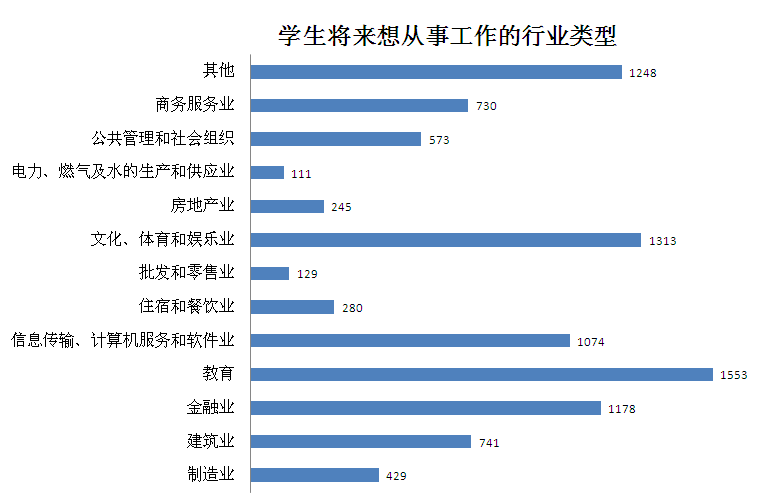 学生将来想从事工作的行业类型
其他 1248
商务服务业 730
公共管理和社会组织 573
电力、燃气及水的生产和供应业 111
房地产业 245
文化、体育和娱乐业 1313
批发和零售业 129
住宿和餐饮业 280
信息传输、计算机服务和软件业 1074
教育 1553
金融业 1178
建筑业 741
制造业 429